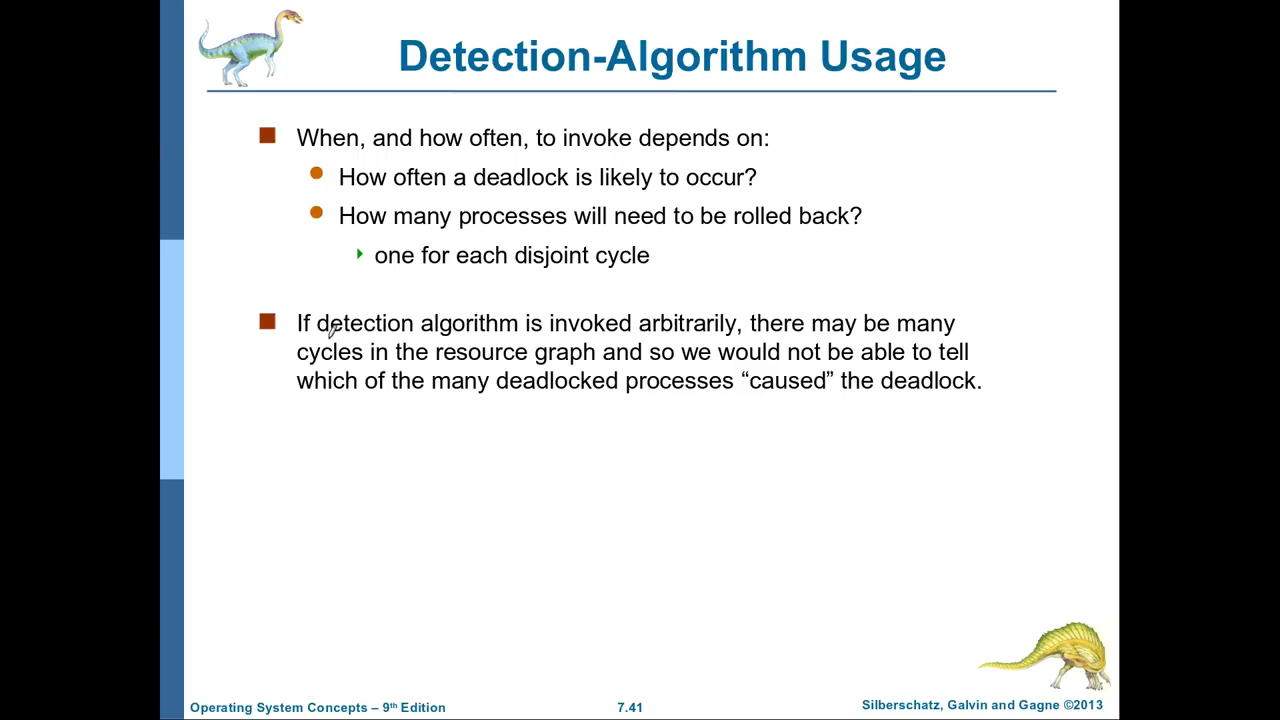 Detection-Algorithm Usage
When, and how often, to invoke depends on:
How often a deadlock is likely to occur?
How many processes will need to be rolled back?
one for each disjoint cycle
If detection algorithm is invoked arbitrarily, there may be many
cycles in the resource graph and so we would not be able to tell
which of the many deadlocked processes “caused” the deadlock.
Operating System Concepts – 9th Edition
7.41
Silberschatz, Galvin and Gagne ©2013